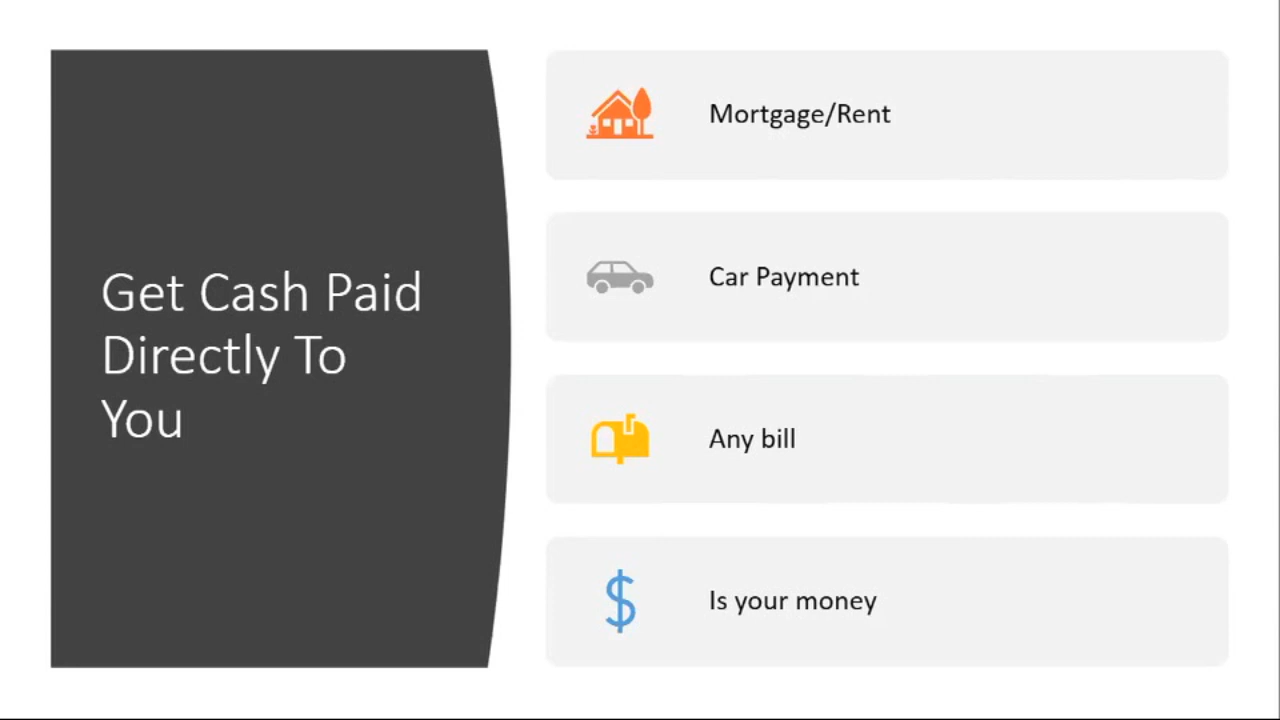 Get Cash Paid
Directly To
You
Mortgage/Rent
Car Payment
Any bill
Is your money